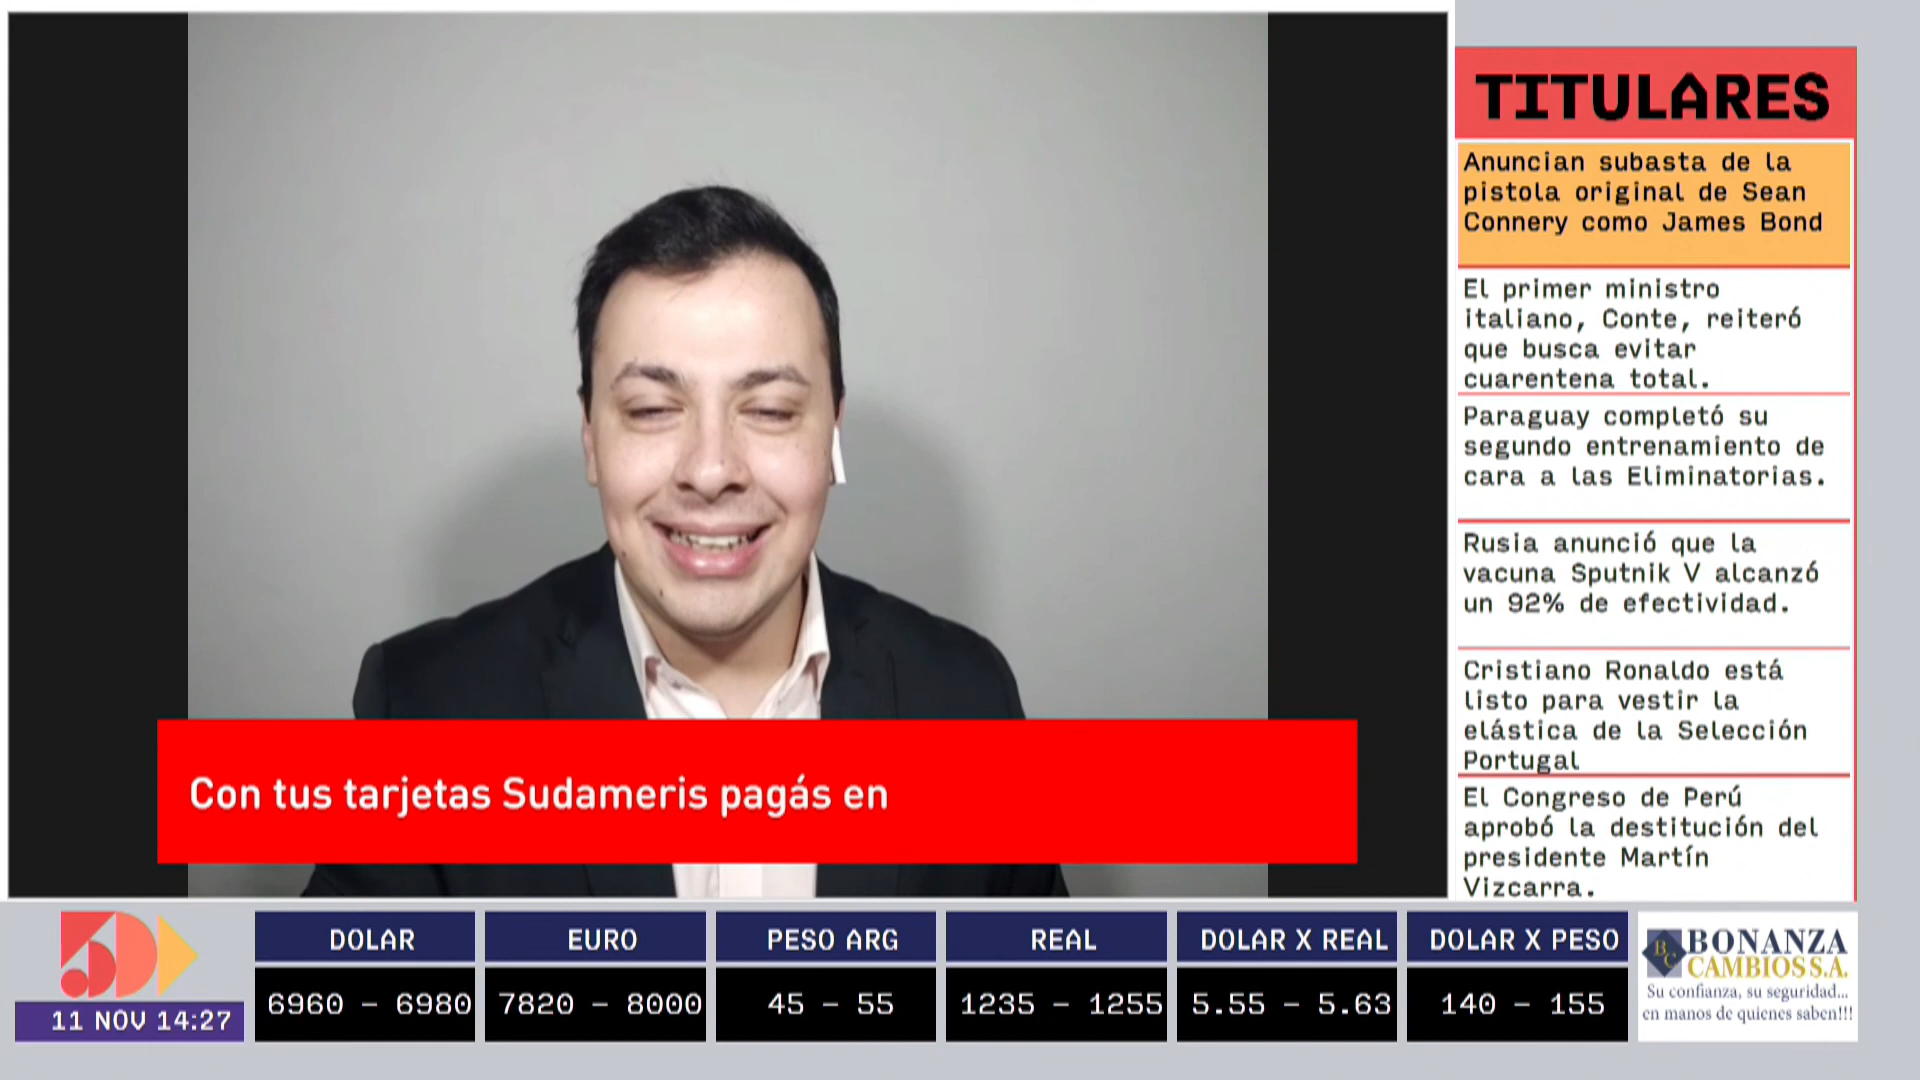 TITULARES
Anuncian subasta de la
pistola original de Sean
Connery como James Bond
El primer ministro
italiano, Conte, reiteró
que busca evitar
cuarentena total.
Paraguay completó su
segundo entrenamiento de
cara a las Eliminatorias.
Rusia anunció que la
vacuna Sputnik V alcanzó
un 92% de efectividad.
Cristiano Ronaldo está
listo para vestir la
elástica de la Selección
Portugal
El Congreso de Perú
aprobó la destitución del
presidente Martín
Vizcarra.
Con tus tarjetas Sudameris pagás en
5D
11 NOV 14:27
DOLAR
6960 - 6980
EURO
7820 - 8000
PESO ARG
45 - 55
REAL
1235 - 1255
DOLAR X REAL
5.55 - 5.63
DOLAR X PESO
140 - 155
BC
BONANZA
CAMBIOS S.A.
Su confianza, su seguridad...
en manos de quienes saben!!!